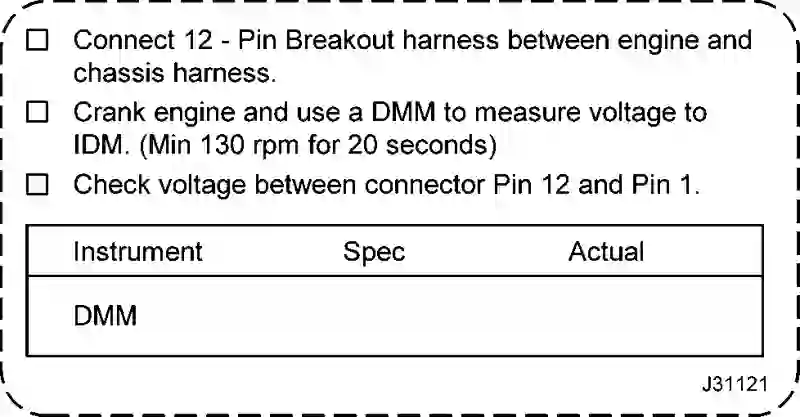 Connect 12 - Pin Breakout harness between engine and
chassis harness.
Crank engine and use a DMM to measure voltage to
IDM. (Min 130 rpm for 20 seconds)
Check voltage between connector Pin 12 and Pin 1.
Instrument Spec Actual
DMM
J31121